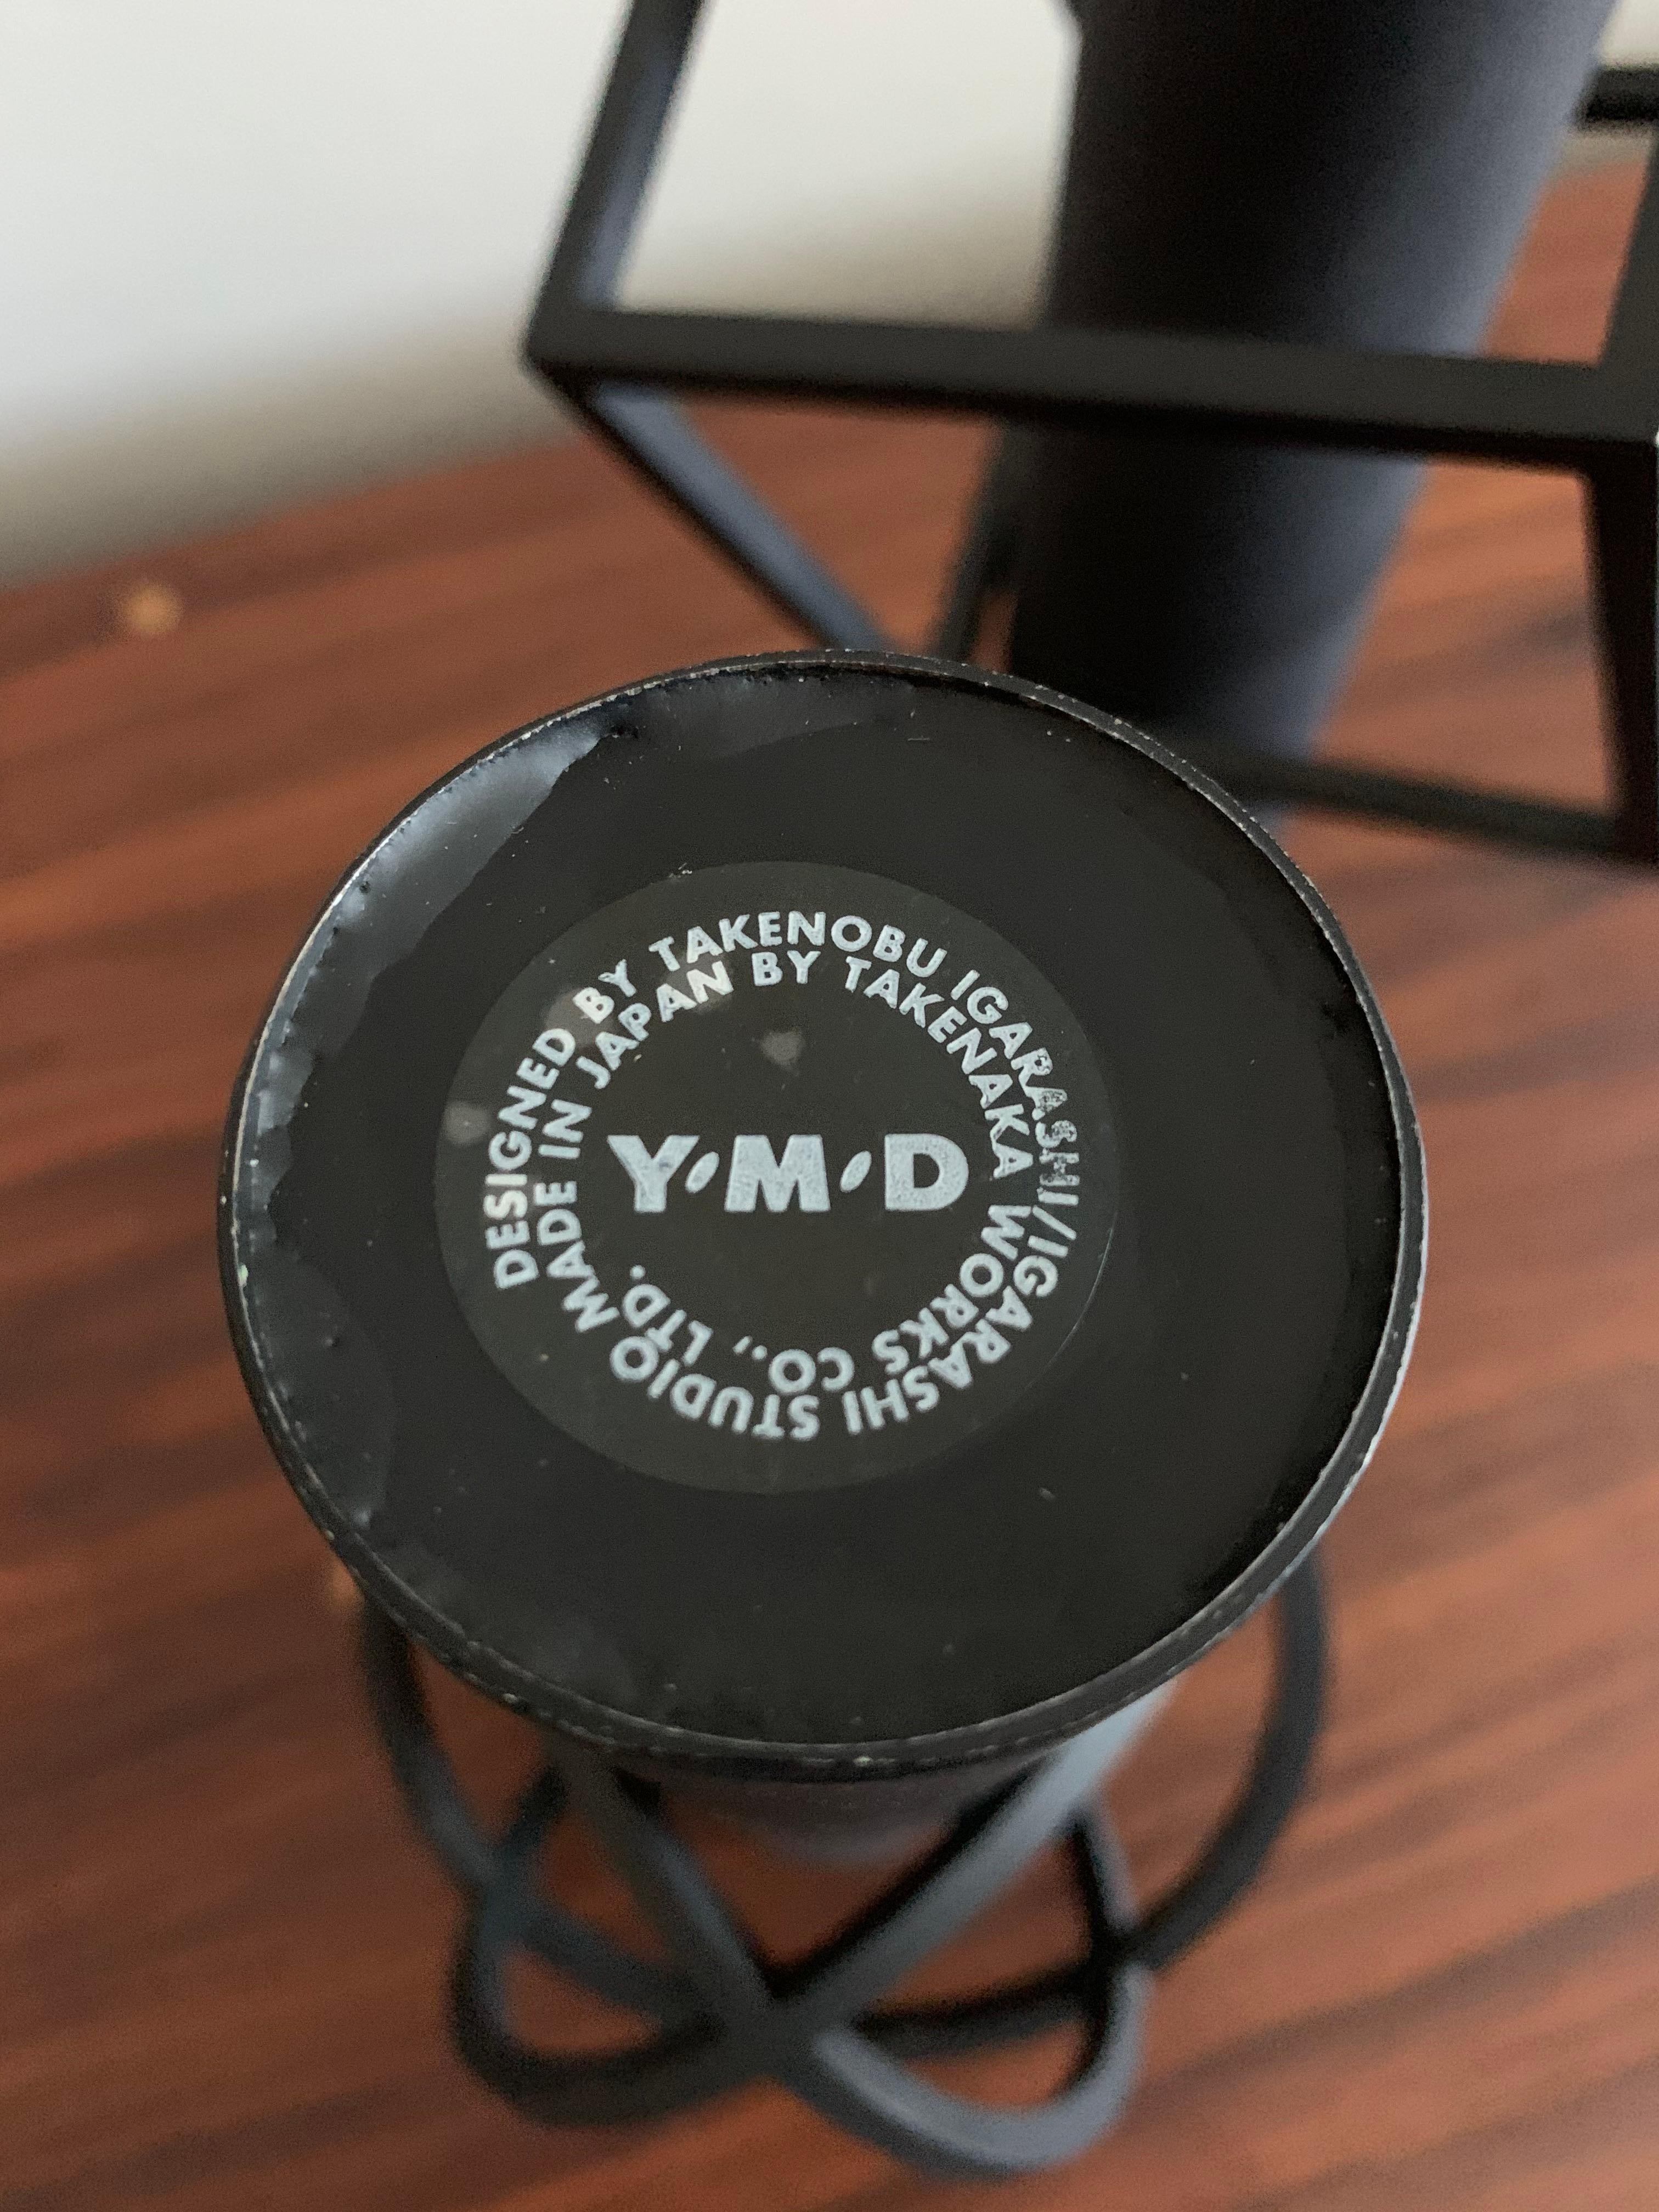 DESIGNED BY TAKENOBU IGARASHI/IGARASHI STUDIO
MADE IN JAPAN BY TAKENAKA WORKS CO., LTD.
Y•M•D